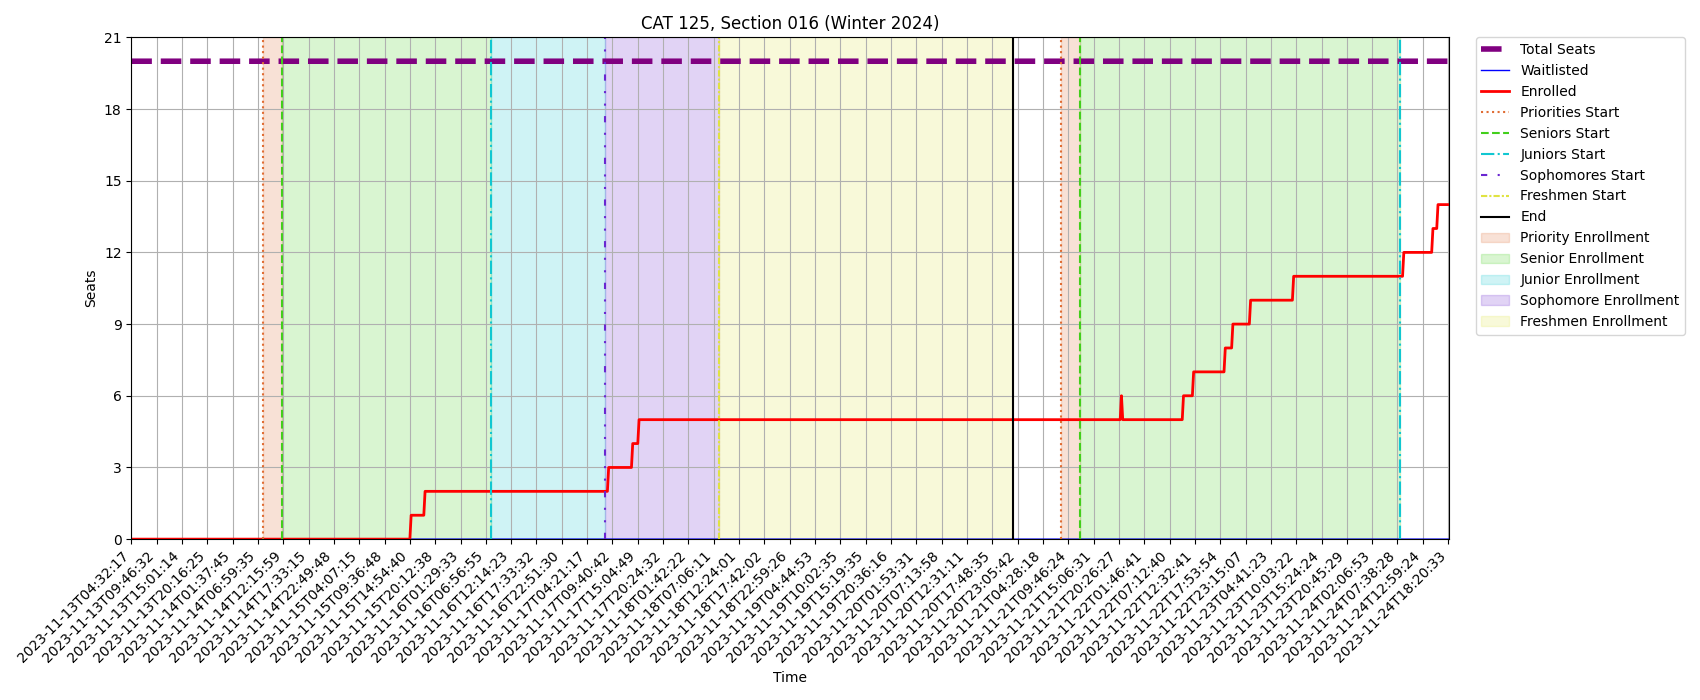 CAT 125, Section 016 (Winter 2024)
21
18
15
12
9
6
3
0
Seats
2023-11-13T04:32:17
2023-11-13T09:46:32
2023-11-13T15:01:14
2023-11-13T20:16:25
2023-11-14T01:37:45
2023-11-14T06:59:35
2023-11-14T12:15:59
2023-11-14T17:33:15
2023-11-14T22:49:48
2023-11-15T04:07:15
2023-11-15T09:36:48
2023-11-15T14:54:40
2023-11-15T20:12:38
2023-11-16T01:29:33
2023-11-16T06:56:55
2023-11-16T12:14:23
2023-11-16T17:33:32
2023-11-16T22:51:30
2023-11-17T04:21:17
2023-11-17T09:40:42
2023-11-17T15:04:49
2023-11-17T20:24:32
2023-11-18T01:42:22
2023-11-18T07:06:11
2023-11-18T12:24:01
2023-11-18T17:42:02
2023-11-18T22:59:26
2023-11-19T04:44:53
2023-11-19T10:02:35
2023-11-19T15:19:35
2023-11-19T20:36:16
2023-11-20T01:53:31
2023-11-20T07:13:58
2023-11-20T12:31:11
2023-11-20T17:48:35
2023-11-20T23:05:42
2023-11-21T04:28:18
2023-11-21T09:46:24
2023-11-21T15:06:31
2023-11-21T20:26:27
2023-11-22T01:46:41
2023-11-22T07:12:40
2023-11-22T12:32:41
2023-11-22T17:53:54
2023-11-22T23:15:07
2023-11-23T04:41:23
2023-11-23T10:03:22
2023-11-23T15:24:24
2023-11-23T20:45:29
2023-11-24T02:06:53
2023-11-24T07:38:28
2023-11-24T12:59:24
2023-11-24T18:20:33
Time
Total Seats
Waitlisted
Enrolled
Priorities Start
Seniors Start
Juniors Start
Sophomores Start
Freshmen Start
End
Priority Enrollment
Senior Enrollment
Junior Enrollment
Sophomore Enrollment
Freshmen Enrollment